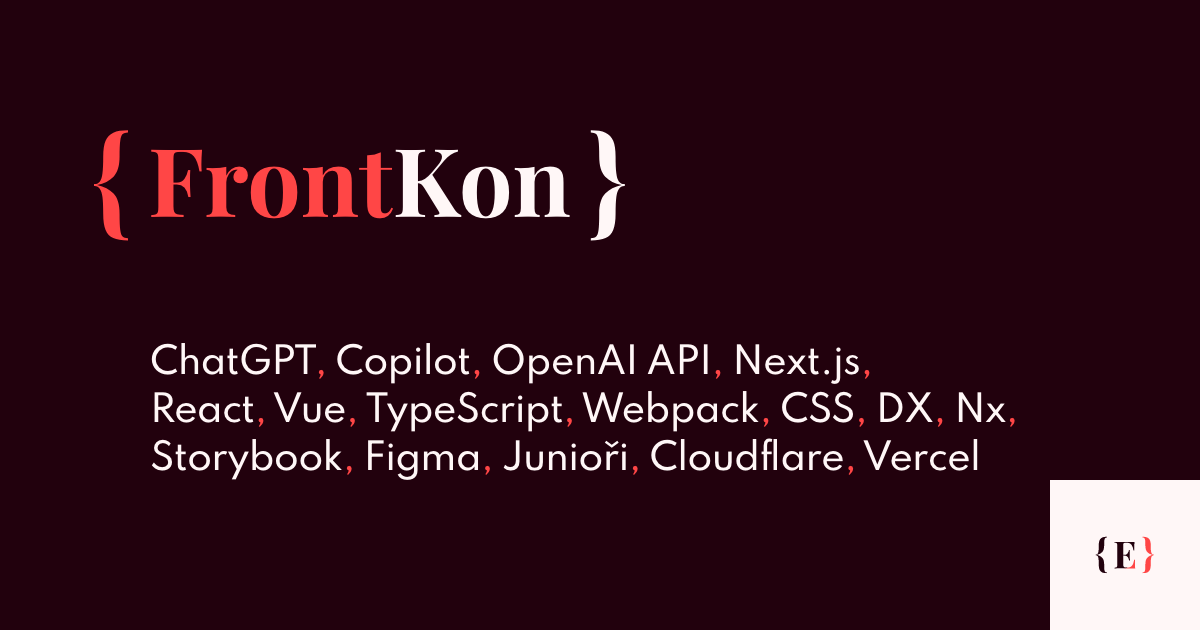 { FrontKon }
ChatGPT, Copilot, OpenAI API, Next.js,
React, Vue, TypeScript, Webpack, CSS, DX, Nx,
Storybook, Figma, Junioři, Cloudflare, Vercel
{E}